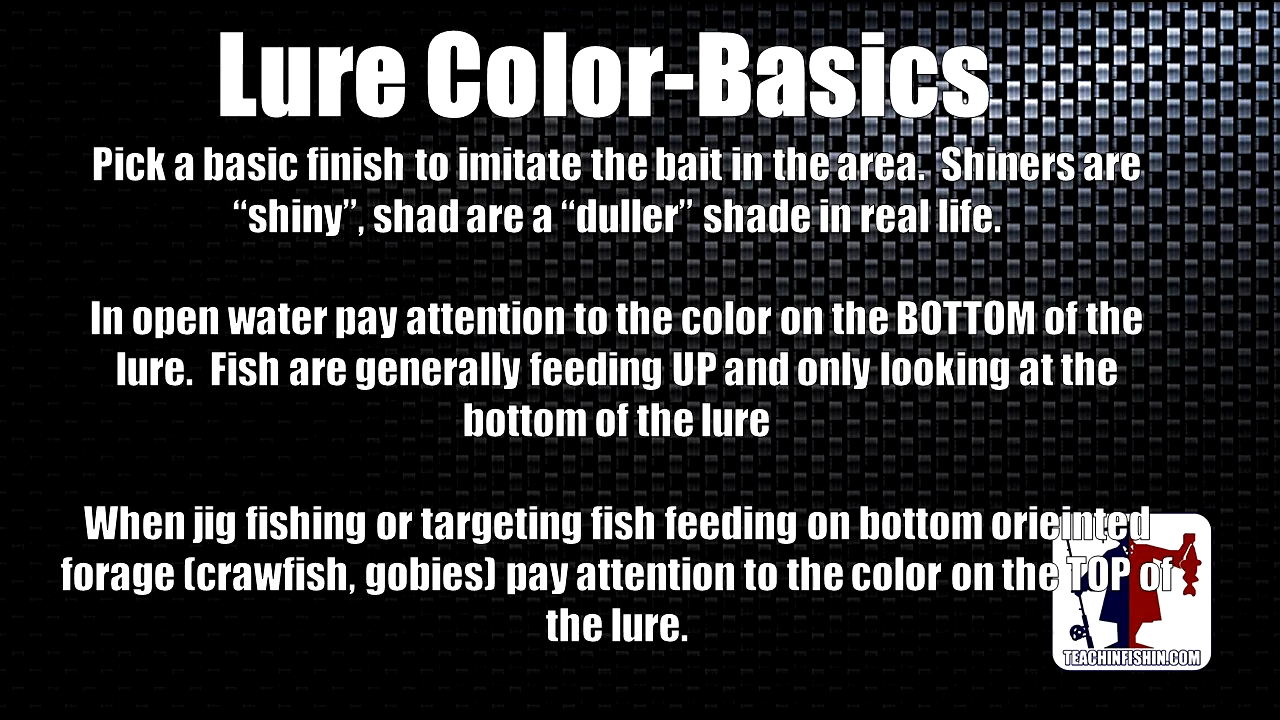 Lure Color-Basics
Pick a basic finish to imitate the bait in the area. Shiners are
“shiny”, shad are a “duller” shade in real life.
In open water pay attention to the color on the BOTTOM of the
lure. Fish are generally feeding UP and only looking at the
bottom of the lure
When jig fishing or targeting fish feeding on bottom orieinted
forage (crawfish, gobies) pay attention to the color on the TOP of
the lure.
TEACHINFISHIN.COM